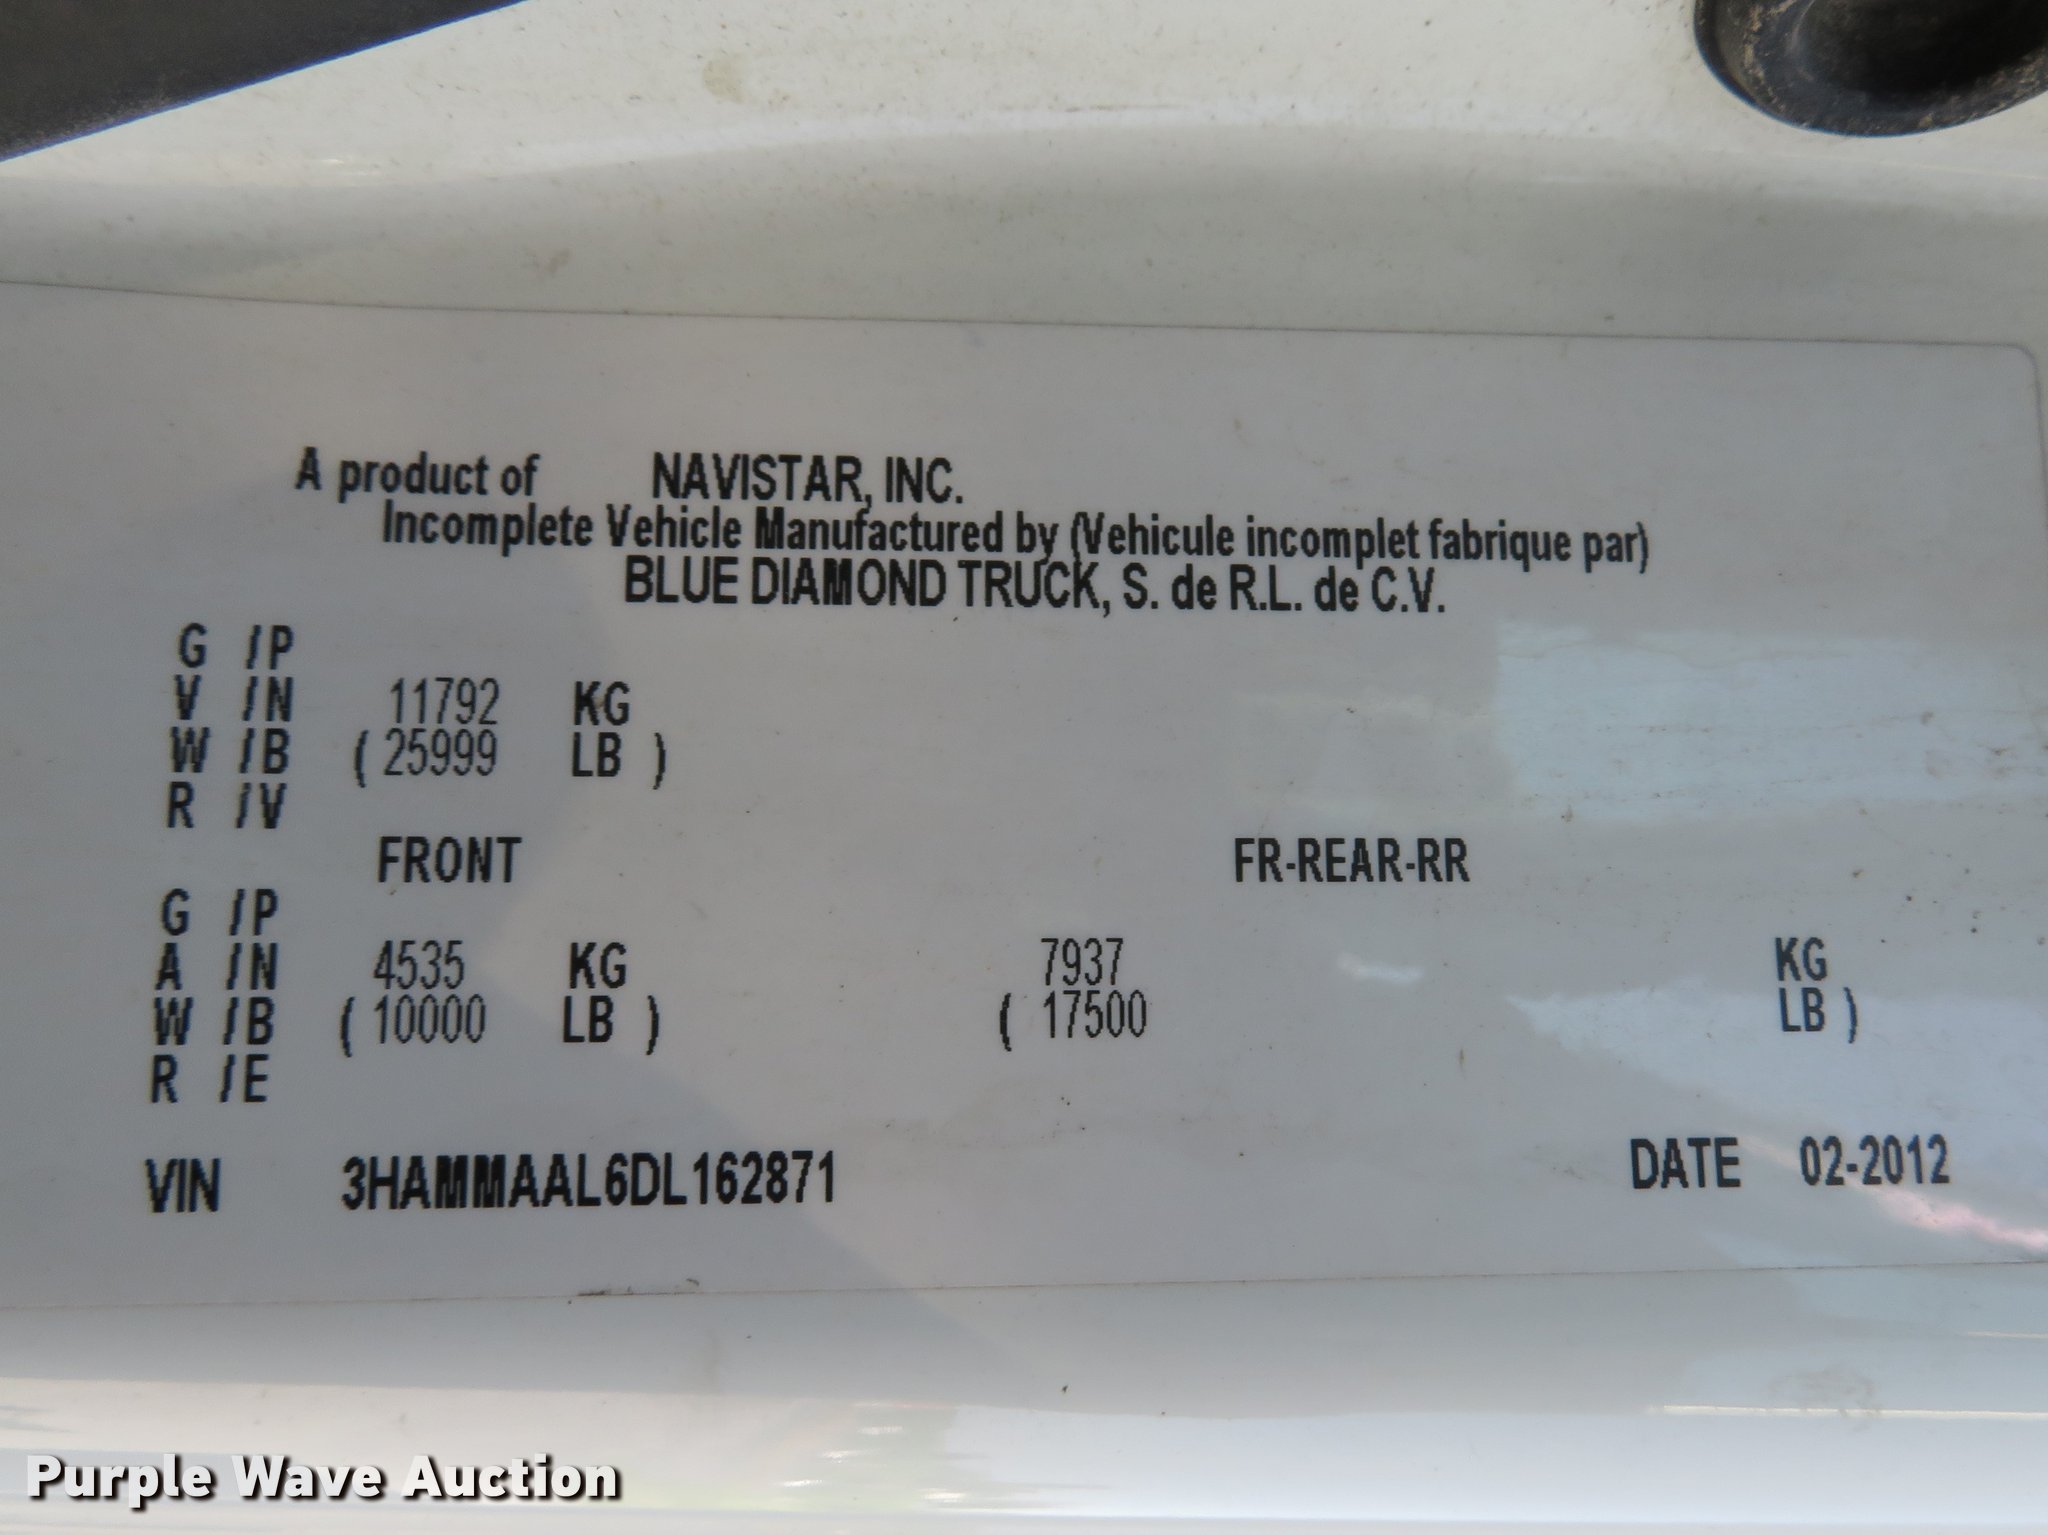 A product of NAVISTAR, INC.
Incomplete Vehicle Manufactured by (Vehicule incomplet fabrique par)
BLUE DIAMOND TRUCK, S. de R.L. de C.V.
G /P
V /N 11792 KG
W /B ( 25999 LB )
R /V
FRONT FR-REAR-RR
G /P
A /N 4535 KG 7937 KG
W /B ( 10000 LB ) ( 17500 LB )
R /E
VIN 3HAMMAAL6DL162871 DATE 02-2012
Purple Wave Auction